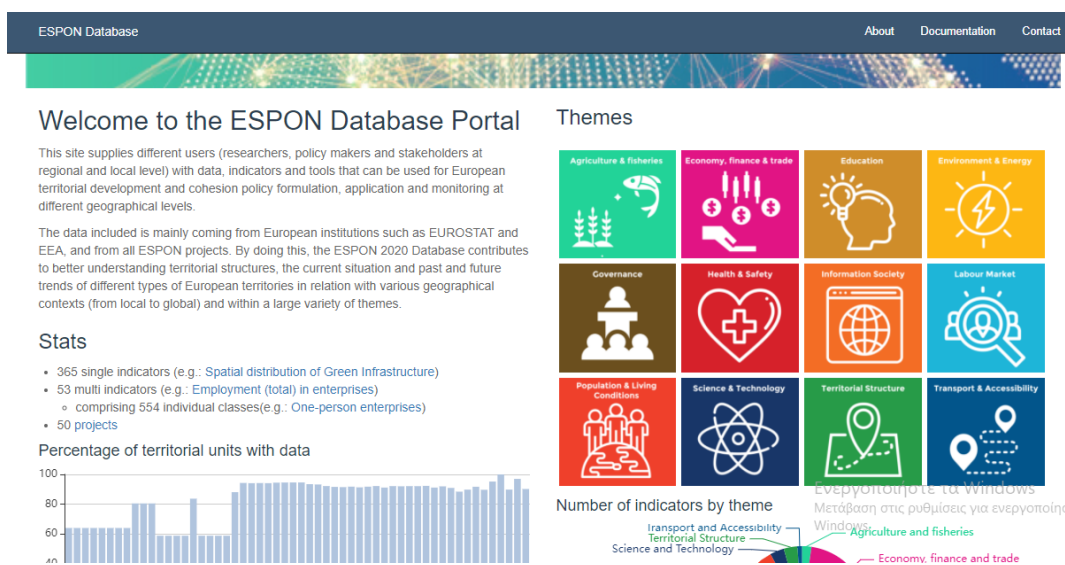 ESPON Database
About Documentation Contact
Welcome to the ESPON Database Portal
This site supplies different users (researchers, policy makers and stakeholders at
regional and local level) with data, indicators and tools that can be used for European
territorial development and cohesion policy formulation, application and monitoring at
different geographical levels.
The data included is mainly coming from European institutions such as EUROSTAT and
EEA, and from all ESPON projects. By doing this, the ESPON 2020 Database contributes
to better understanding territorial structures, the current situation and past and future
trends of different types of European territories in relation with various geographical
contexts (from local to global) and within a large variety of themes.
Stats
365 single indicators (e.g.: Spatial distribution of Green Infrastructure)
53 multi indicators (e.g.: Employment (total) in enterprises)
comprising 554 individual classes(e.g.: One-person enterprises)
50 projects
Percentage of territorial units with data
100
80
60
40
Themes
Agriculture & fisheries
Economy, finance & trade
Education
Environment & Energy
Governance
Health & Safety
Information Society
Labour Market
Population & Living
Conditions
Science & Technology
Territorial Structure
Transport & Accessibility
Ενεργοποιήστε τα Windows
Μετάβαση στις ρυθμίσεις για ενεργοποίης
Windows.
Number of indicators by theme
Transport and Accessibility
Territorial Structure
Science and Technology
Agriculture and fisheries
Economy, finance and trade